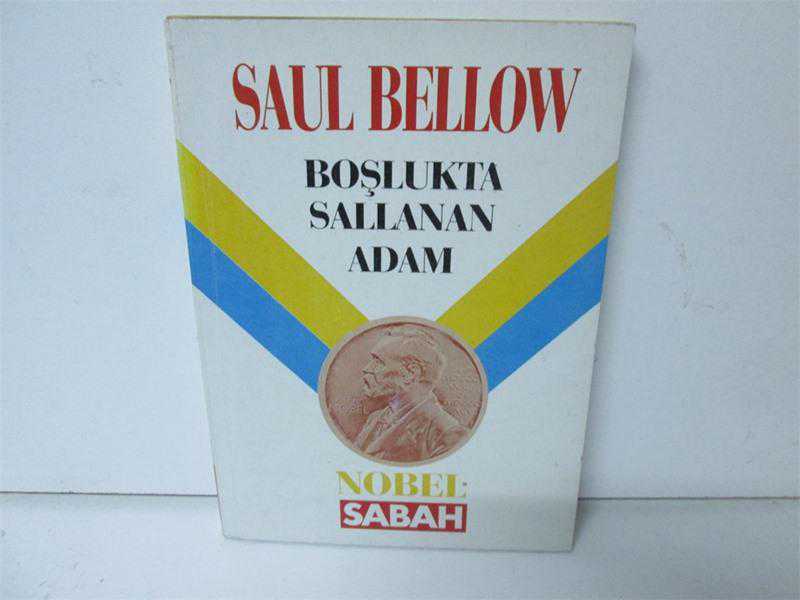 SAUL BELLOW
BOŞLUKTA
SALLANAN
ADAM
NOBEL
SABAH